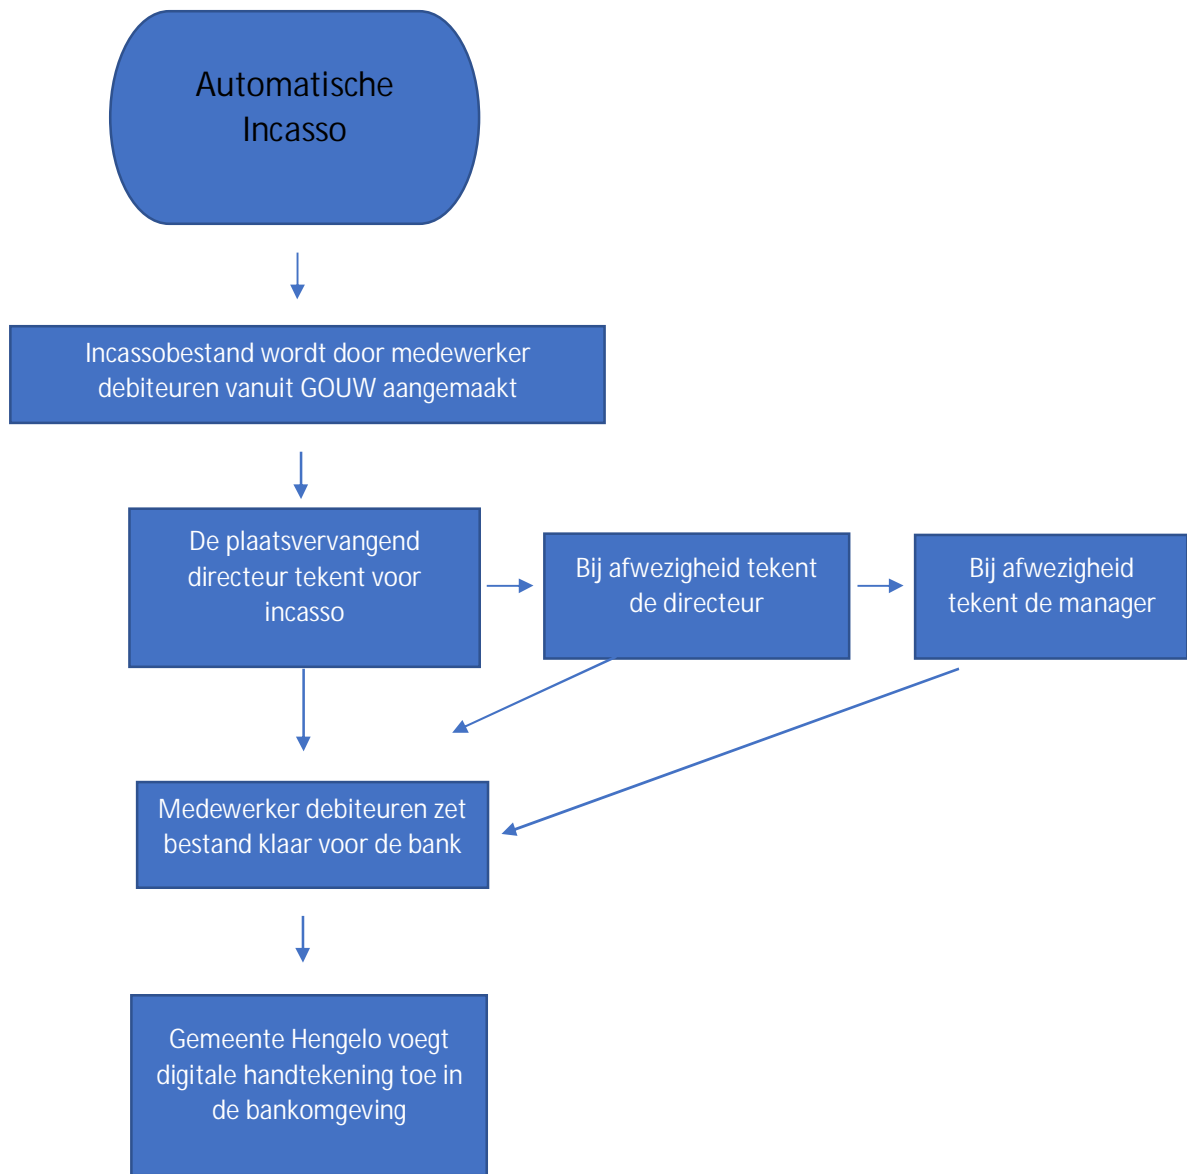 Automatische
Incasso
Incassobestand wordt door medewerker
debiteuren vanuit GOUW aangemaakt
De plaatsvervangend
directeur tekent voor
incasso
Bij afwezigheid tekent
de directeur
Bij afwezigheid
tekent de manager
Medewerker debiteuren zet
bestand klaar voor de bank
Gemeente Hengelo voegt
digitale handtekening toe in
de bankomgeving